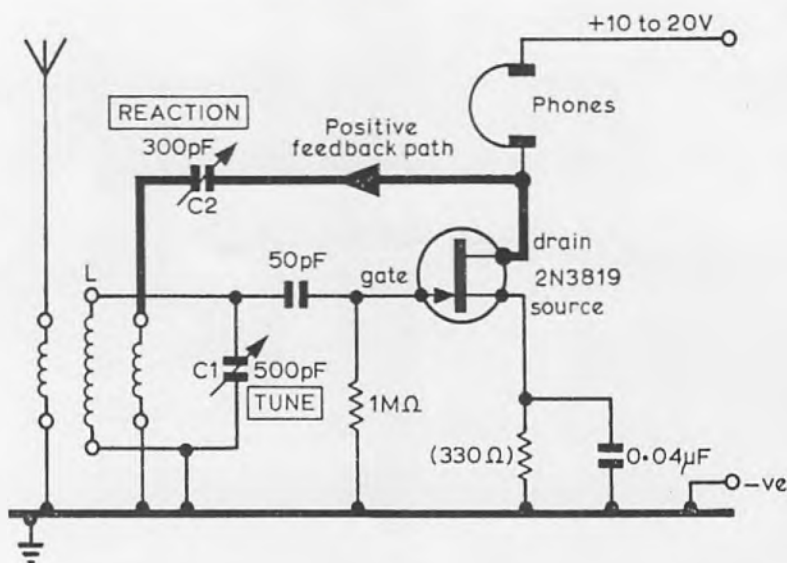 +10 to 20V
Phones
REACTION
300pF
C2
Positive
feedback path
drain
2N3819
source
gate
50pF
L
C1
500pF
TUNE
1MΩ
(330Ω)
0·04μF
-ve